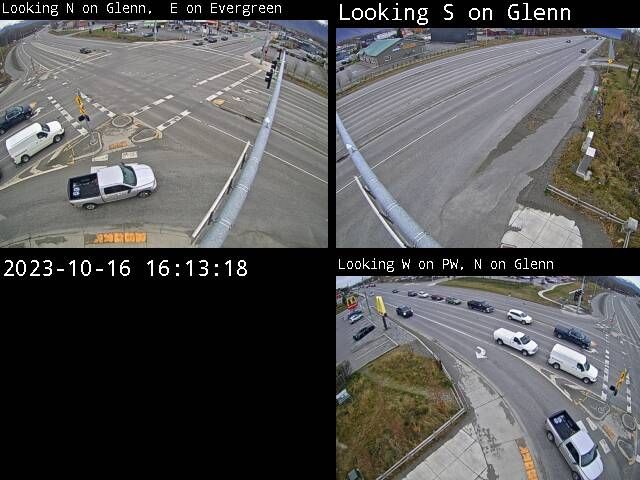 Looking N on Glenn,  E on Evergreen
Looking S on Glenn
2023-10-16 16:13:18
Looking W on PW, N on Glenn